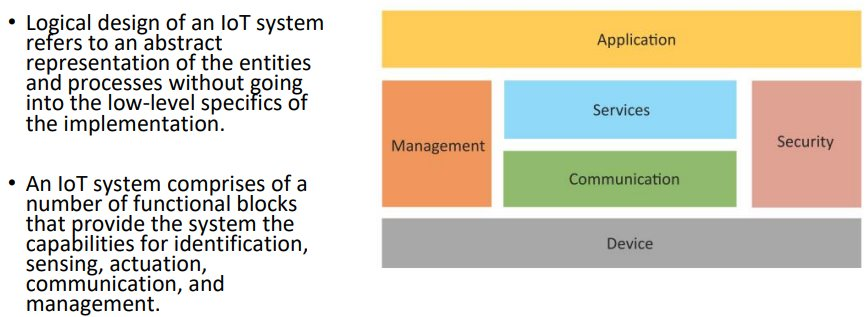 • Logical design of an IoT system
refers to an abstract
representation of the entities
and processes without going
into the low-level specifics of
the implementation.
• An IoT system comprises of a
number of functional blocks
that provide the system the
capabilities for identification,
sensing, actuation,
communication, and
management.
Application
Management
Services
Communication
Security
Device